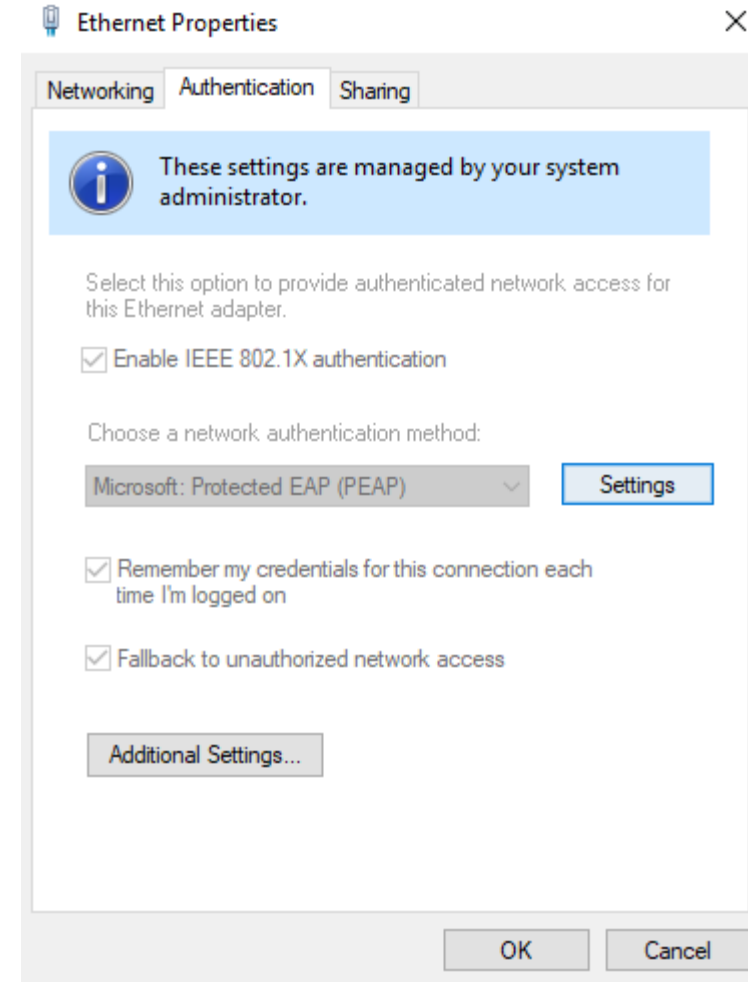 Ethernet Properties
Networking Authentication Sharing
These settings are managed by your system
administrator.
Select this option to provide authenticated network access for
this Ethernet adapter.
Enable IEEE 802.1X authentication
Choose a network authentication method:
Microsoft: Protected EAP (PEAP) Settings
Remember my credentials for this connection each
time I'm logged on
Fallback to unauthorized network access
Additional Settings...
OK Cancel